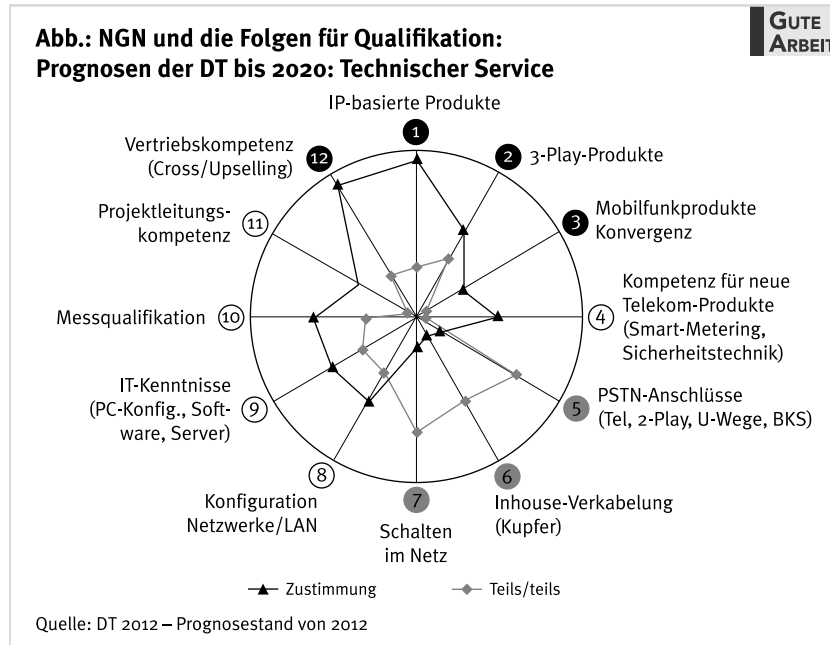 GUTE
ARBEIT
Abb.: NGN und die Folgen für Qualifikation:
Prognosen der DT bis 2020: Technischer Service
IP-basierte Produkte
1
2
3-Play-Produkte
3
Mobilfunkprodukte
Konvergenz
4
Kompetenz für neue
Telekom-Produkte
(Smart-Metering,
Sicherheitstechnik)
5
PSTN-Anschlüsse
(Tel, 2-Play, U-Wege, BKS)
6
Inhouse-Verkabelung
(Kupfer)
7
Schalten
im Netz
8
Konfiguration
Netzwerke/LAN
9
IT-Kenntnisse
(PC-Konfig., Soft-
ware, Server)
10
Messqualifikation
11
Projektleitungs-
kompetenz
12
Vertriebskompetenz
(Cross/Upselling)
Zustimmung
Teils/teils
Quelle: DT 2012 – Prognosestand von 2012